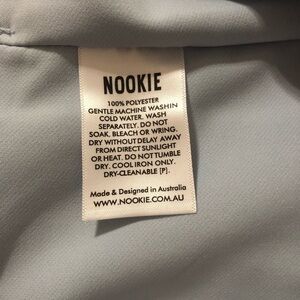 NOOKIE
100% POLYESTER
GENTLE MACHINE WASH IN
COLD WATER. WASH
SEPARATELY. DO NOT
SOAK, BLEACH OR WRING.
DRY WITHOUT DELAY AWAY
FROM DIRECT SUNLIGHT
OR HEAT. DO NOT TUMBLE
DRY. COOL IRON ONLY.
DRY-CLEANABLE [P].
Made & Designed in Australia
WWW.NOOKIE.COM.AU